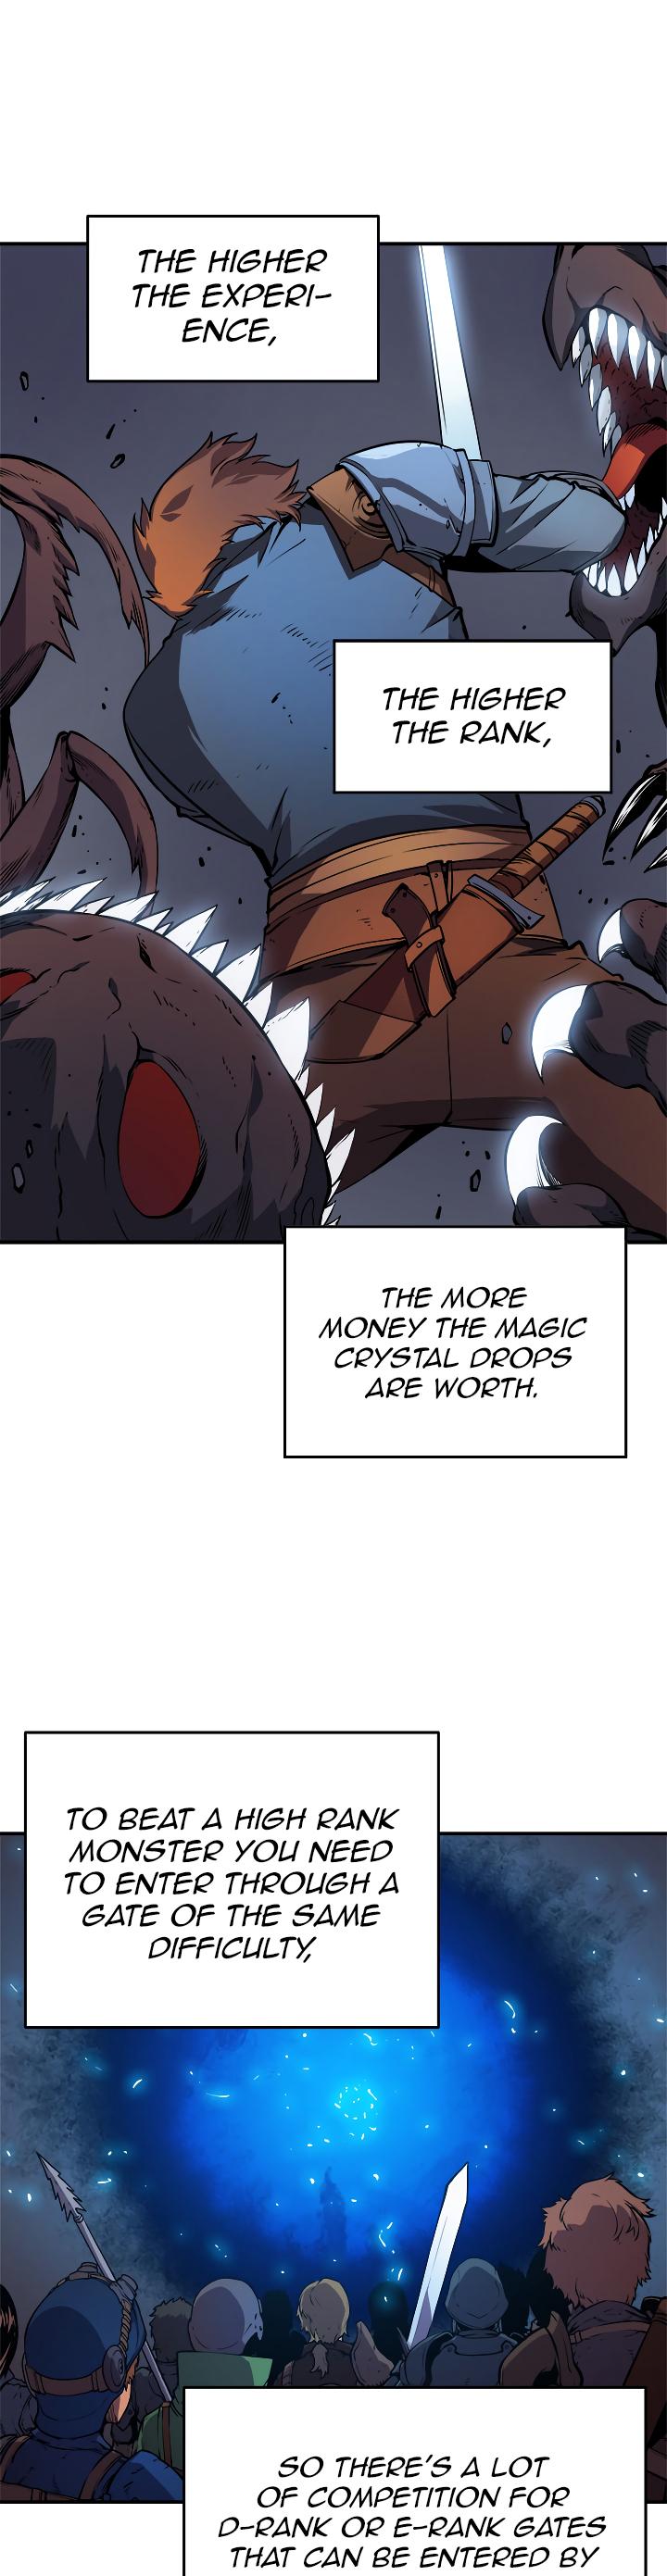 THE HIGHER
THE EXPERI-
ENCE,
THE HIGHER
THE RANK,
THE MORE
MONEY THE MAGIC
CRYSTAL DROPS
ARE WORTH.
TO BEAT A HIGH RANK
MONSTER YOU NEED
TO ENTER THROUGH A
GATE OF THE SAME
DIFFICULTY,
SO THERE'S A LOT
OF COMPETITION FOR
D-RANK OR E-RANK GATES
THAT CAN BE ENTERED BY